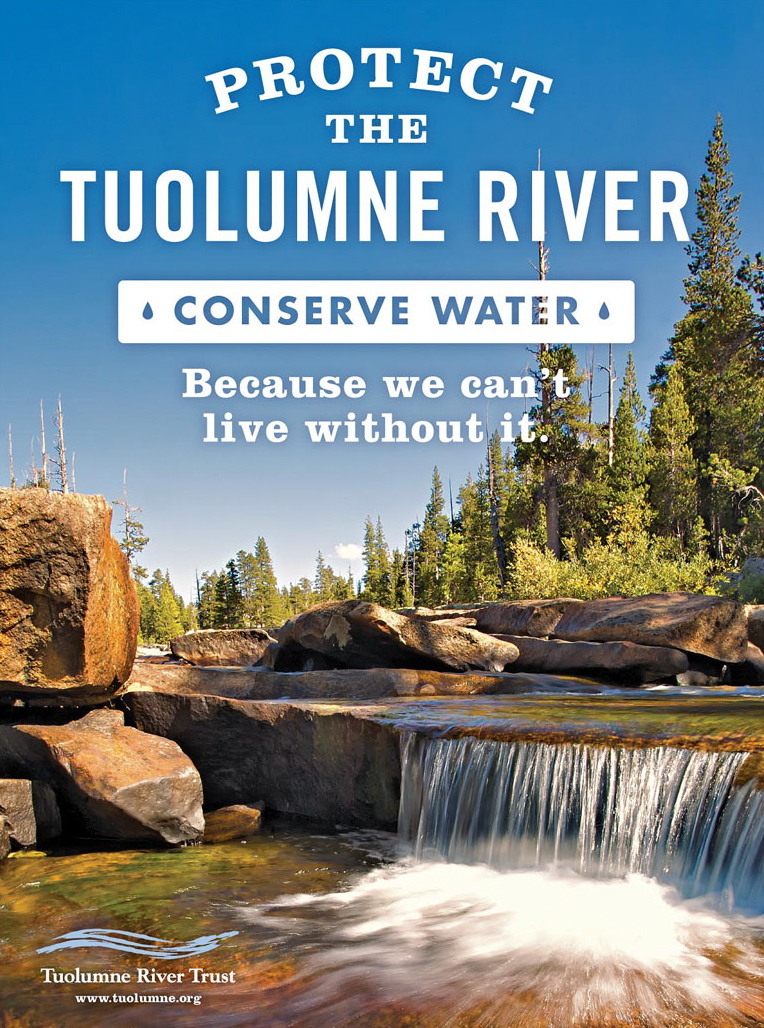 PROTECT
THE
TUOLUMNE RIVER
CONSERVE WATER
Because we can't
live without it.
Tuolumne River Trust
www.tuolumne.org